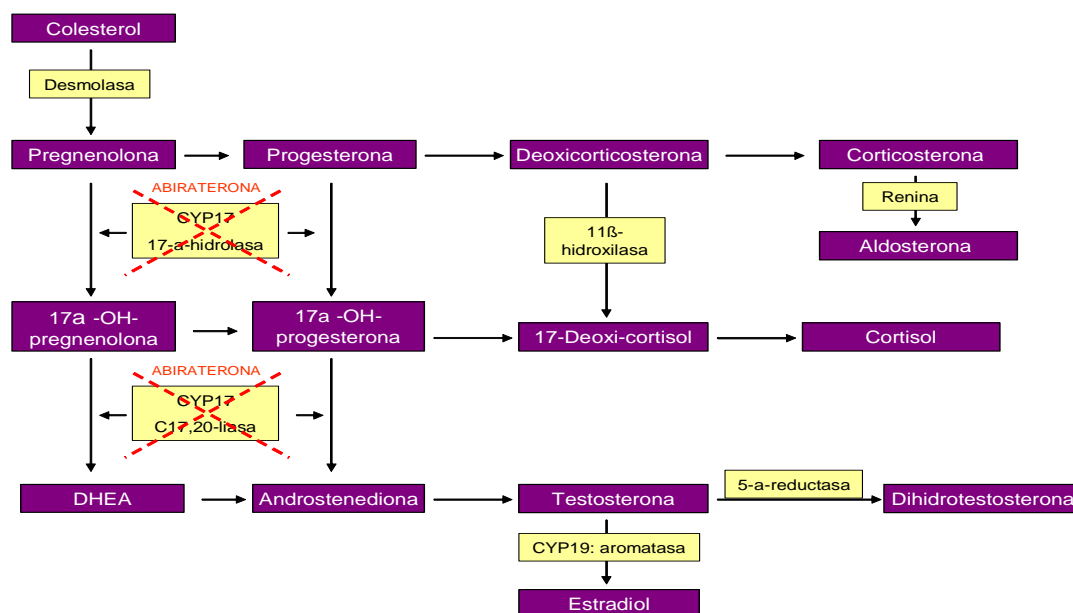 Colesterol
Desmolasa
Pregnenolona
Progesterona
Deoxicorticosterona
Corticosterona
ABIRATERONA
CYP17
17-a-hidrolasa
11ß-
hidroxilasa
Renina
Aldosterona
17a -OH-
pregnenolona
17a -OH-
progesterona
17-Deoxi-cortisol
Cortisol
ABIRATERONA
CYP17
C17,20-liasa
DHEA
Androstenediona
Testosterona
5-a-reductasa
Dihidrotestosterona
CYP19: aromatasa
Estradiol